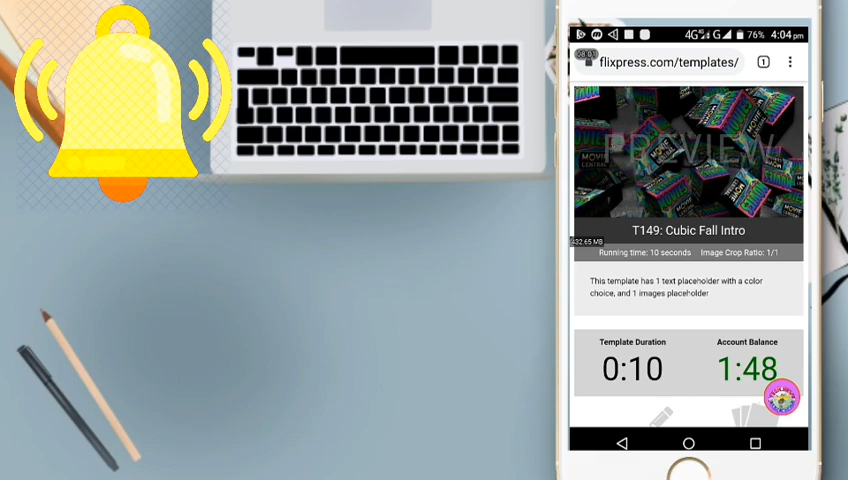 4G G 76% 4:04 pm
flixpress.com/templates/
1
PREVIEW
MOVIE
CENTRAL
T149: Cubic Fall Intro
432.65 MB
Running time: 10 seconds Image Crop Ratio: 1/1
This template has 1 text placeholder with a color
choice, and 1 images placeholder
Template Duration Account Balance
0:10 1:48